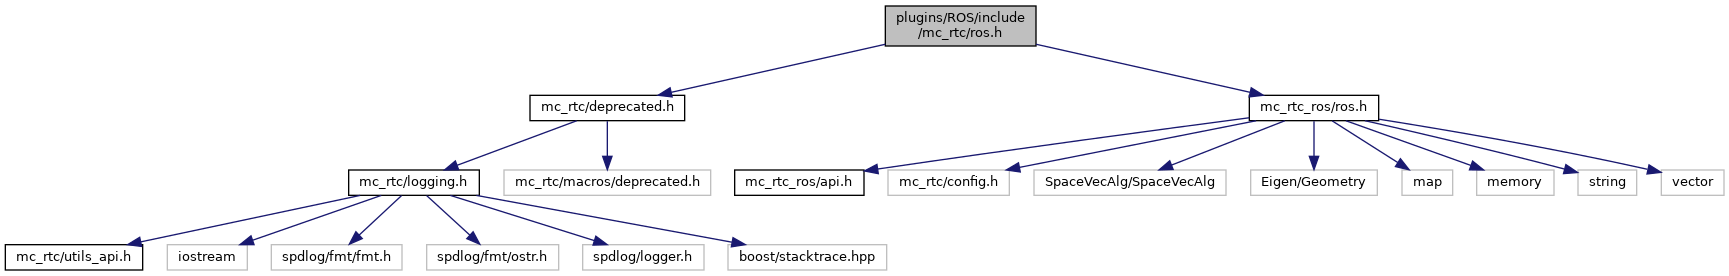 plugins/ROS/include
/mc_rtc/ros.h
mc_rtc/deprecated.h
mc_rtc_ros/ros.h
mc_rtc/logging.h
mc_rtc/macros/deprecated.h
mc_rtc_ros/api.h
mc_rtc/config.h
SpaceVecAlg/SpaceVecAlg
Eigen/Geometry
map
memory
string
vector
mc_rtc/utils_api.h
iostream
spdlog/fmt/fmt.h
spdlog/fmt/ostr.h
spdlog/logger.h
boost/stacktrace.hpp